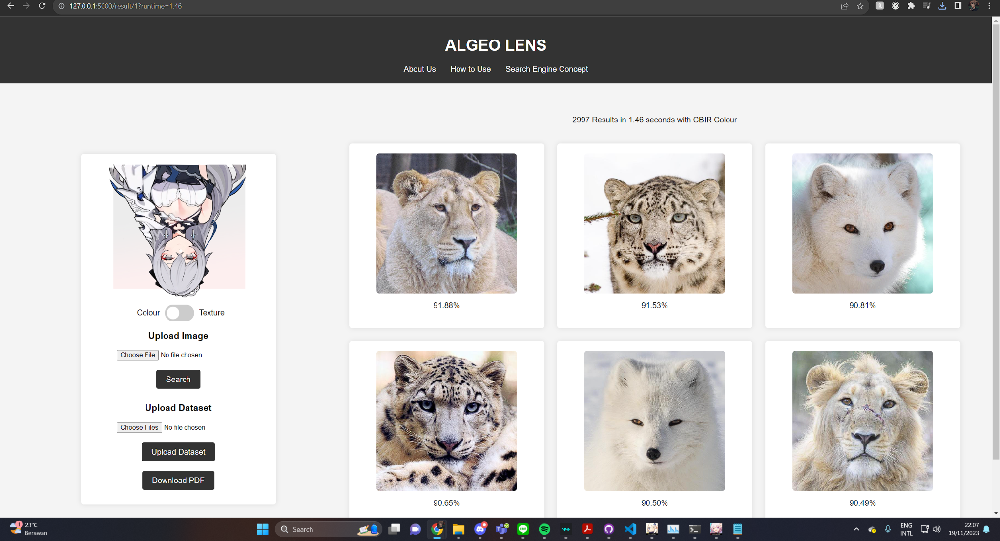 127.0.0.1:5000/result/1?runtime=1.46
ALGEO LENS
About Us How to Use Search Engine Concept
2997 Results in 1.46 seconds with CBIR Colour
Colour Texture
Upload Image
Choose File No file chosen
Search
Upload Dataset
Choose Files No file chosen
Upload Dataset
Download PDF
91.88% 91.53% 90.81%
90.65% 90.50% 90.49%
1
23°C
Berawan
Search
LINE
ENG
INTL
22:07
19/11/2023